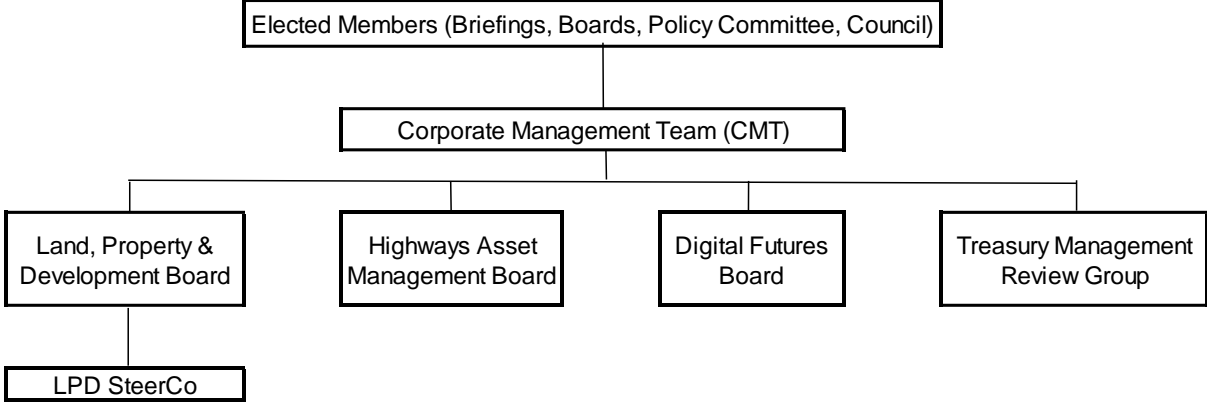 Elected Members (Briefings, Boards, Policy Committee, Council)
Corporate Management Team (CMT)
Land, Property &
Development Board
Highways Asset
Management Board
Digital Futures
Board
Treasury Management
Review Group
LPD SteerCo